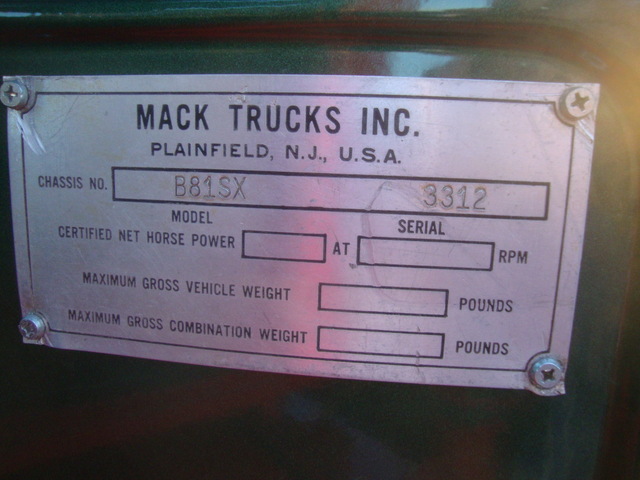 MACK TRUCKS INC.
PLAINFIELD, N.J., U.S.A.
CHASSIS NO. B81SX 3312
MODEL SERIAL
CERTIFIED NET HORSE POWER AT RPM
MAXIMUM GROSS VEHICLE WEIGHT POUNDS
MAXIMUM GROSS COMBINATION WEIGHT POUNDS